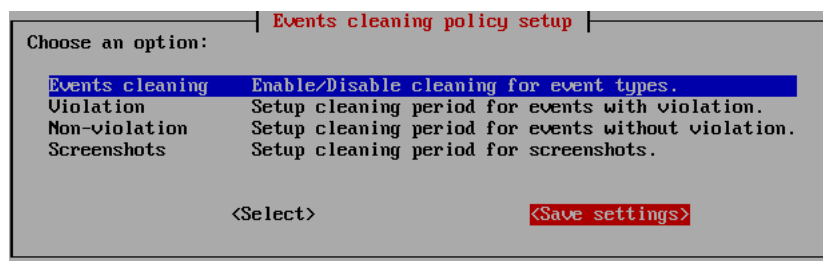 Events cleaning policy setup
Choose an option:
Events cleaning Enable/Disable cleaning for event types.
Violation Setup cleaning period for events with violation.
Non-violation Setup cleaning period for events without violation.
Screenshots Setup cleaning period for screenshots.
<Select> <Save settings>